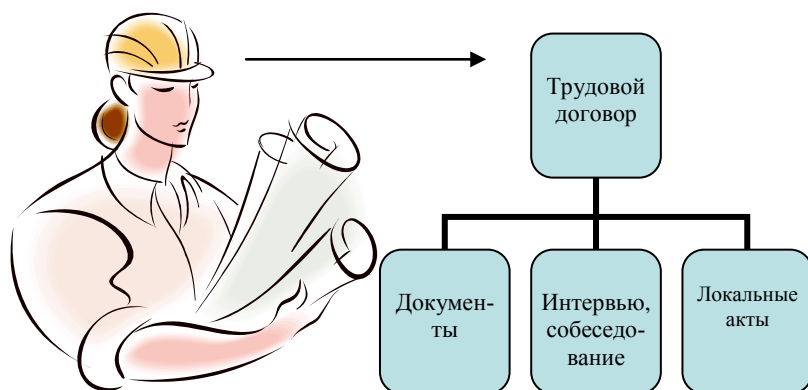 Трудовой
договор
Докумен-
ты
Интервью,
собеседо-
вание
Локальные
акты